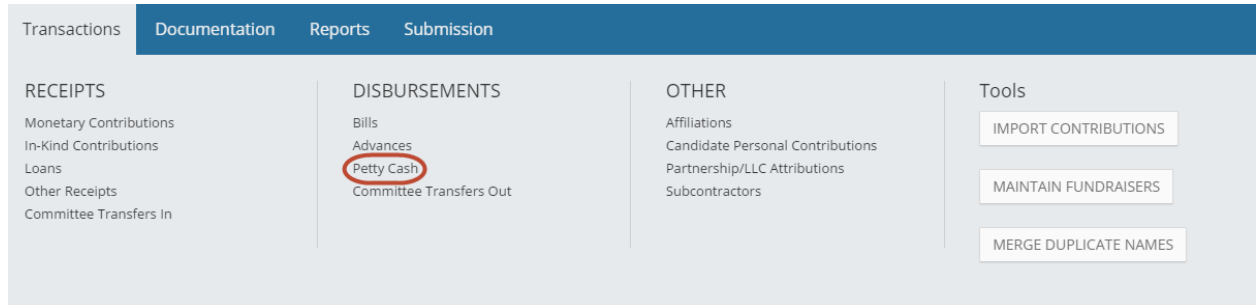 Transactions Documentation Reports Submission
RECEIPTS
Monetary Contributions
In-Kind Contributions
Loans
Other Receipts
Committee Transfers In
DISBURSEMENTS
Bills
Advances
Petty Cash
Committee Transfers Out
OTHER
Affiliations
Candidate Personal Contributions
Partnership/LLC Attributions
Subcontractors
Tools
IMPORT CONTRIBUTIONS
MAINTAIN FUNDRAISERS
MERGE DUPLICATE NAMES